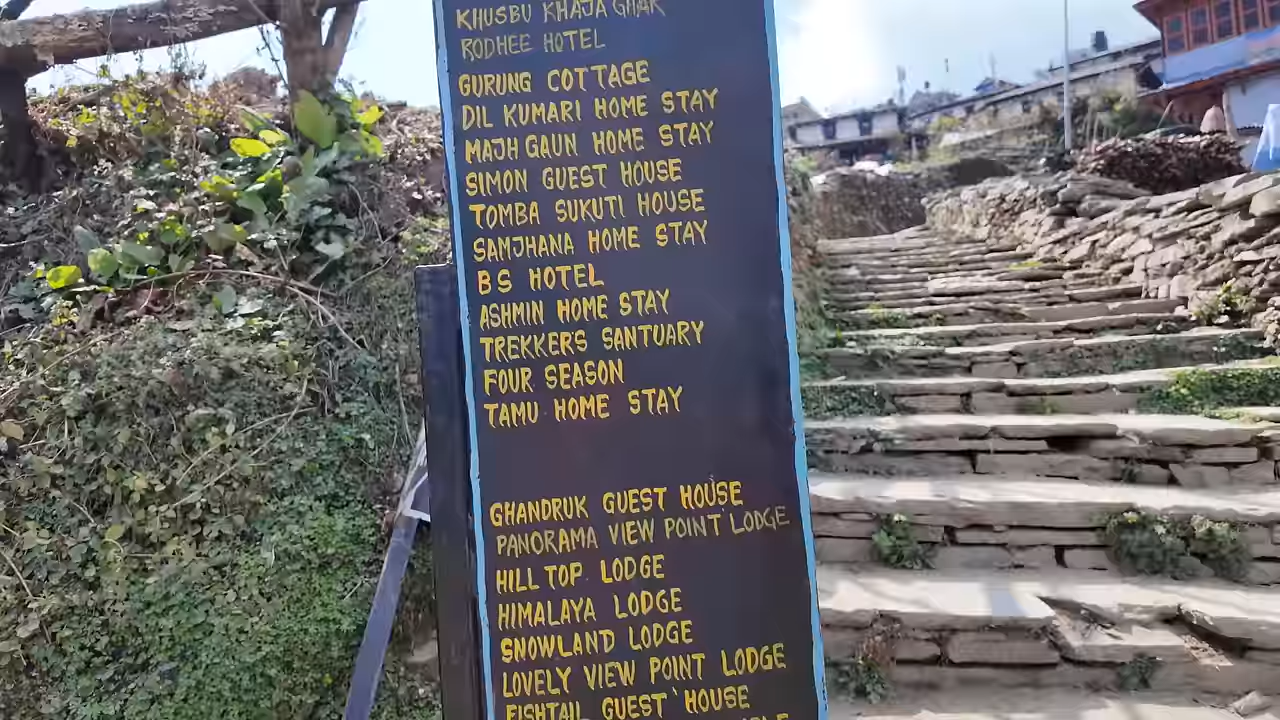 KHUSBU KHAJA GHAR
RODHEE HOTEL
GURUNG COTTAGE
DIL KUMARI HOME STAY
MAJH GAUN HOME STAY
SIMON GUEST HOUSE
TOMBA SUKUTI HOUSE
SAMJHANA HOME STAY
BS HOTEL
ASHMIN HOME STAY
TREKKER'S SANTUARY
FOUR SEASON
TAMU HOME STAY
GHANDRUK GUEST HOUSE
PANORAMA VIEW POINT LODGE
HILL TOP LODGE
HIMALAYA LODGE
SNOWLAND LODGE
LOVELY VIEW POINT LODGE
FISHTAIL GUEST HOUSE